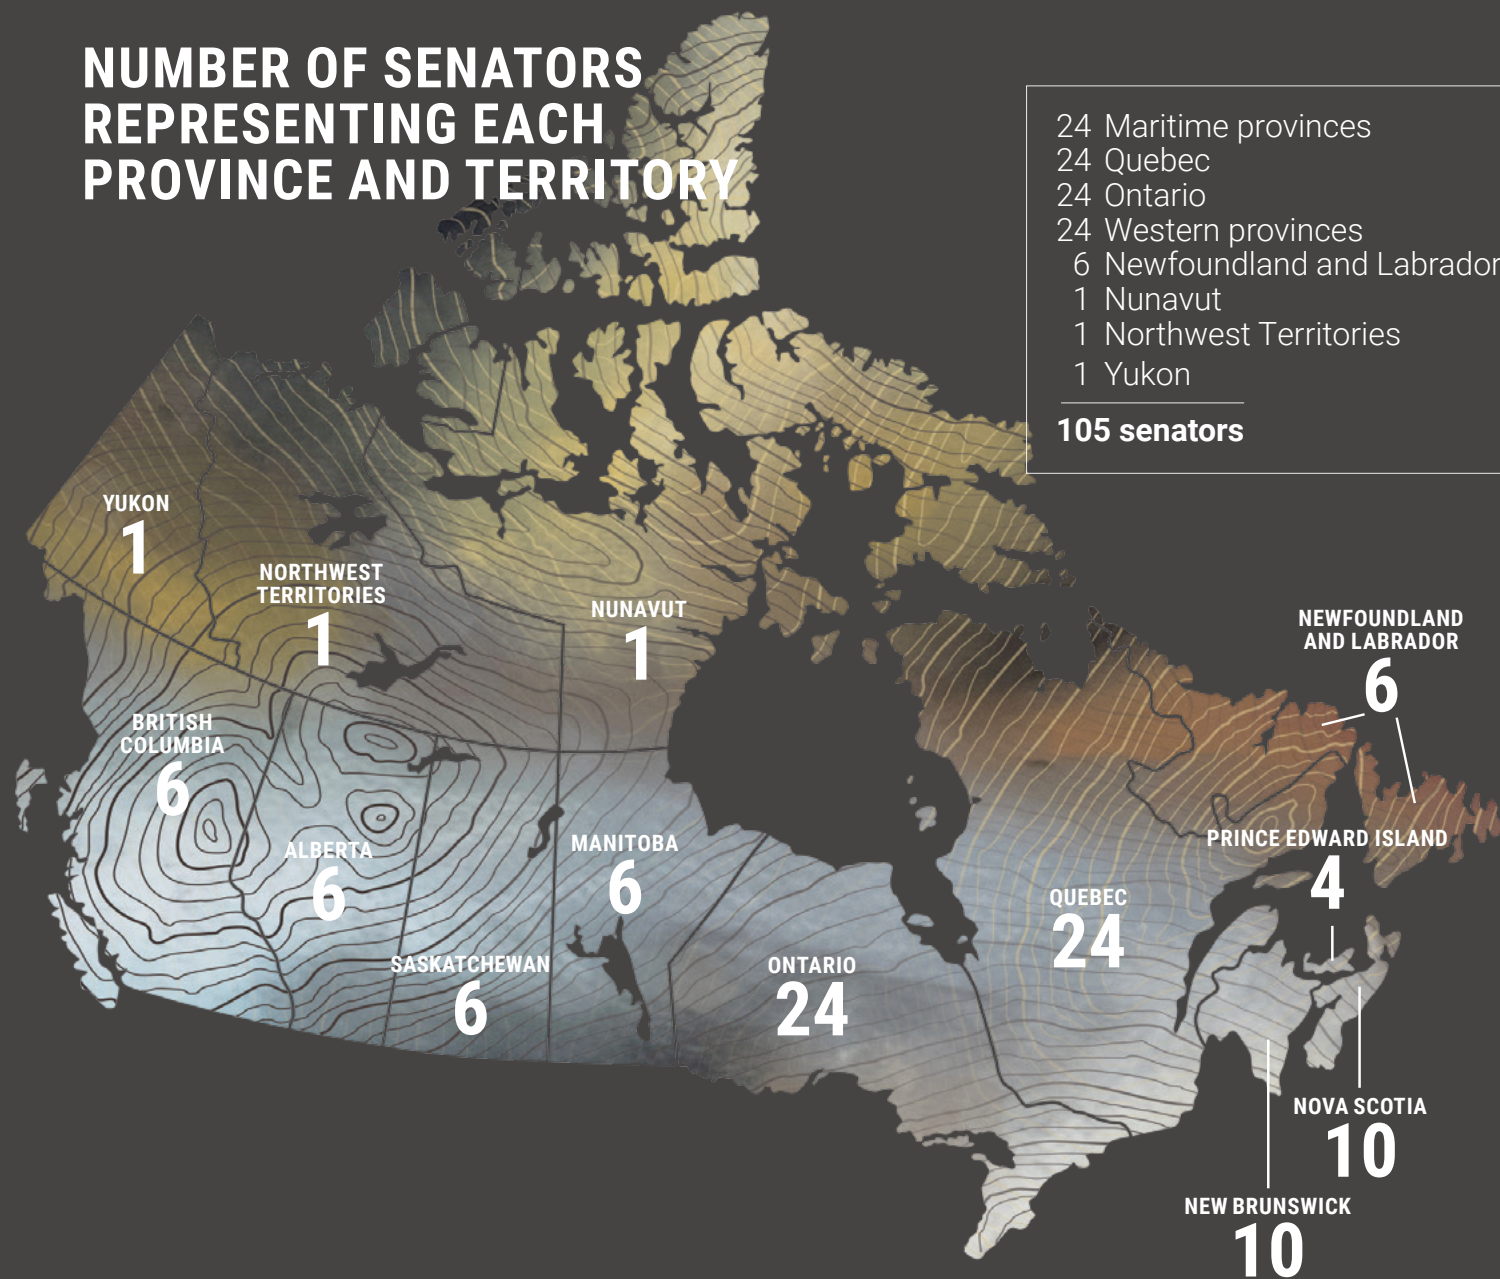 NUMBER OF SENATORS
REPRESENTING EACH
PROVINCE AND TERRITORY
24 Maritime provinces
24 Quebec
24 Ontario
24 Western provinces
6 Newfoundland and Labrador
1 Nunavut
1 Northwest Territories
1 Yukon
105 senators
YUKON
1
NORTHWEST
TERRITORIES
1
NUNAVUT
1
NEWFOUNDLAND
AND LABRADOR
6
BRITISH
COLUMBIA
6
ALBERTA
6
MANITOBA
6
PRINCE EDWARD ISLAND
4
QUEBEC
24
SASKATCHEWAN
6
ONTARIO
24
NOVA SCOTIA
10
NEW BRUNSWICK
10